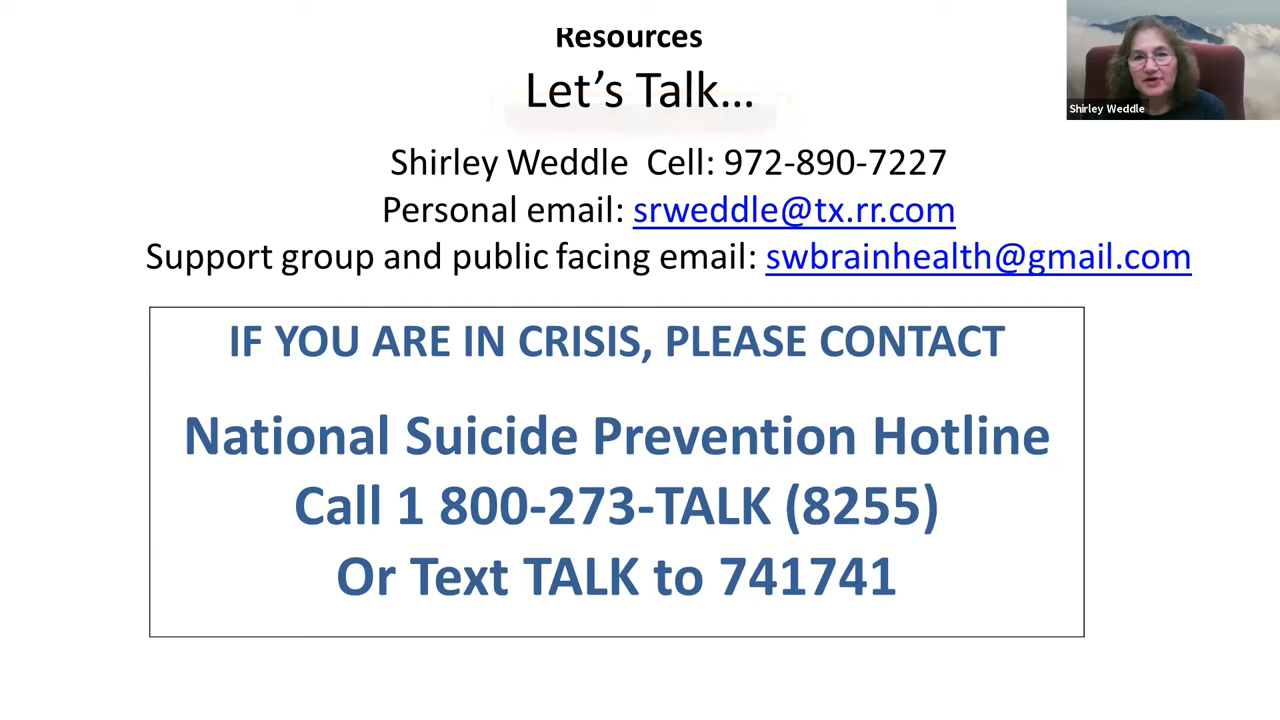 Resources
Let's Talk...
Shirley Weddle
Shirley Weddle  Cell: 972-890-7227
Personal email: srweddle@tx.rr.com
Support group and public facing email: swbrainhealth@gmail.com
IF YOU ARE IN CRISIS, PLEASE CONTACT
National Suicide Prevention Hotline
Call 1 800-273-TALK (8255)
Or Text TALK to 741741